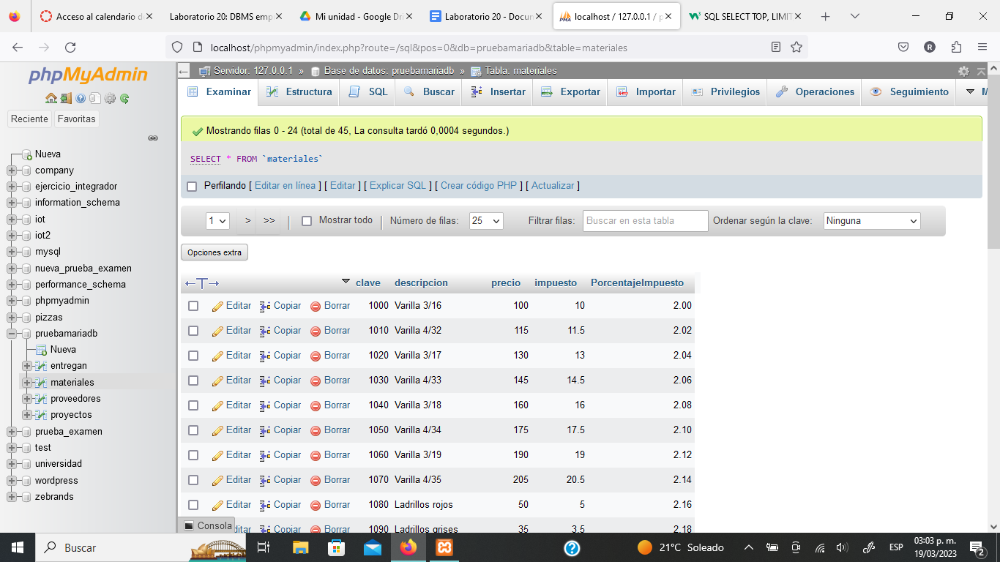 Acceso al calendario d
Laboratorio 20: DBMS emp
Mi unidad - Google Dri
Laboratorio 20 - Docun
localhost / 127.0.0.1 / p
SQL SELECT TOP, LIMIT
localhost/phpmyadmin/index.php?route=/sql&pos=0&db=pruebamariadb&table=materiales
phpMyAdmin
Reciente Favoritas
Nueva
company
ejercicio_integrador
information_schema
iot
iot2
mysql
nueva_prueba_examen
performance_schema
phpmyadmin
pizzas
pruebamariadb
Nueva
entregan
materiales
proveedores
proyectos
prueba_examen
test
universidad
wordpress
zebrands
Servidor: 127.0.0.1 » Base de datos: pruebamariadb » Tabla: materiales
Examinar Estructura SQL Buscar Insertar Exportar Importar Privilegios Operaciones Seguimiento M
Mostrando filas 0 - 24 (total de 45, La consulta tardó 0,0004 segundos.)
SELECT * FROM `materiales`
Perfilando [ Editar en línea ] [ Editar ] [ Explicar SQL ] [ Crear código PHP ] [ Actualizar ]
1 > >> | Mostrar todo | Número de filas: 25 Filtrar filas: Buscar en esta tabla Ordenar según la clave: Ninguna
Opciones extra
←T→ clave descripcion precio impuesto PorcentajeImpuesto
Editar Copiar Borrar 1000 Varilla 3/16 100 10 2.00
Editar Copiar Borrar 1010 Varilla 4/32 115 11.5 2.02
Editar Copiar Borrar 1020 Varilla 3/17 130 13 2.04
Editar Copiar Borrar 1030 Varilla 4/33 145 14.5 2.06
Editar Copiar Borrar 1040 Varilla 3/18 160 16 2.08
Editar Copiar Borrar 1050 Varilla 4/34 175 17.5 2.10
Editar Copiar Borrar 1060 Varilla 3/19 190 19 2.12
Editar Copiar Borrar 1070 Varilla 4/35 205 20.5 2.14
Editar Copiar Borrar 1080 Ladrillos rojos 50 5 2.16
Editar Copiar Borrar 1090 Ladrillos grises 35 3.5 2.18
Consola
Buscar
21°C Soleado
ESP
03:03 p. m.
19/03/2023
2